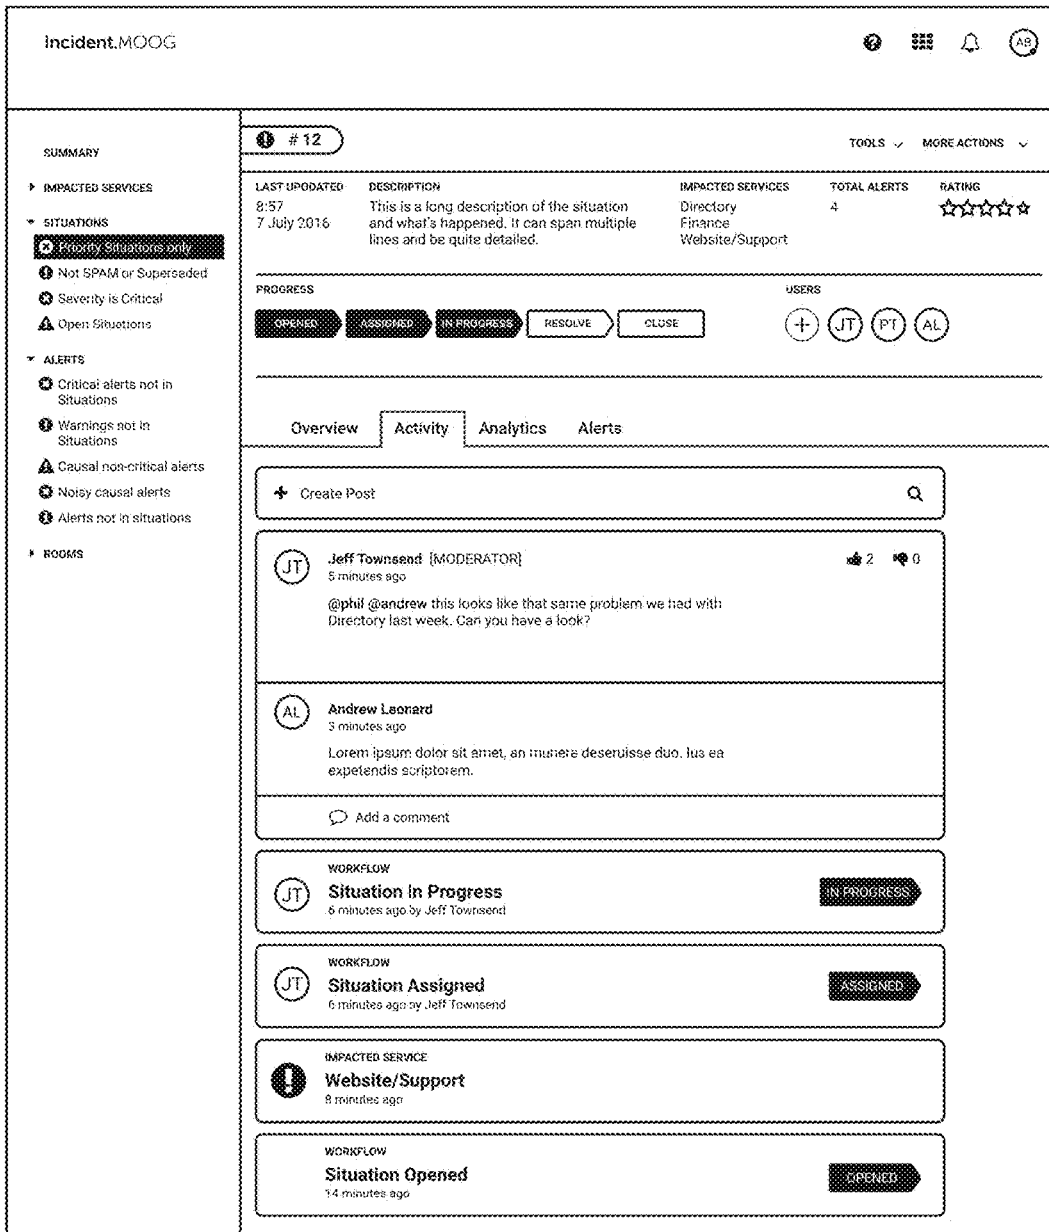 Incident.MOOG
AB
SUMMARY
IMPACTED SERVICES
SITUATIONS
Priority Situations only
Not SPAM or Superseded
Severity is Critical
Open Situations
ALERTS
Critical alerts not in
Situations
Warnings not in
Situations
Causal non-critical alerts
Noisy causal alerts
Alerts not in situations
ROOMS
# 12
TOOLS
MORE ACTIONS
LAST UPODATED
8:57
7 July 2016
DESCRIPTION
This is a long description of the situation
and what's happened. It can span multiple
lines and be quite detailed.
IMPACTED SERVICES
Directory
Finance
Website/Support
TOTAL ALERTS
4
RATING
PROGRESS
OPENED
ASSIGNED
IN PROGRESS
RESOLVE
CLOSE
USERS
JT
PT
AL
Overview
Activity
Analytics
Alerts
Create Post
JT
Jeff Townsend [MODERATOR]
5 minutes ago
2
0
@phil @andrew this looks like that same problem we had with
Directory last week. Can you have a look?
AL
Andrew Leonard
3 minutes ago
Lorem ipsum dolor sit amet, an munere deseruisse duo. Ius ea
expetendis scriptorem.
Add a comment
WORKFLOW
JT
Situation In Progress
6 minutes ago by Jeff Townsend
IN PROGRESS
WORKFLOW
JT
Situation Assigned
6 minutes ago by Jeff Townsend
ASSIGNED
IMPACTED SERVICE
Website/Support
8 minutes ago
WORKFLOW
Situation Opened
14 minutes ago
OPENED